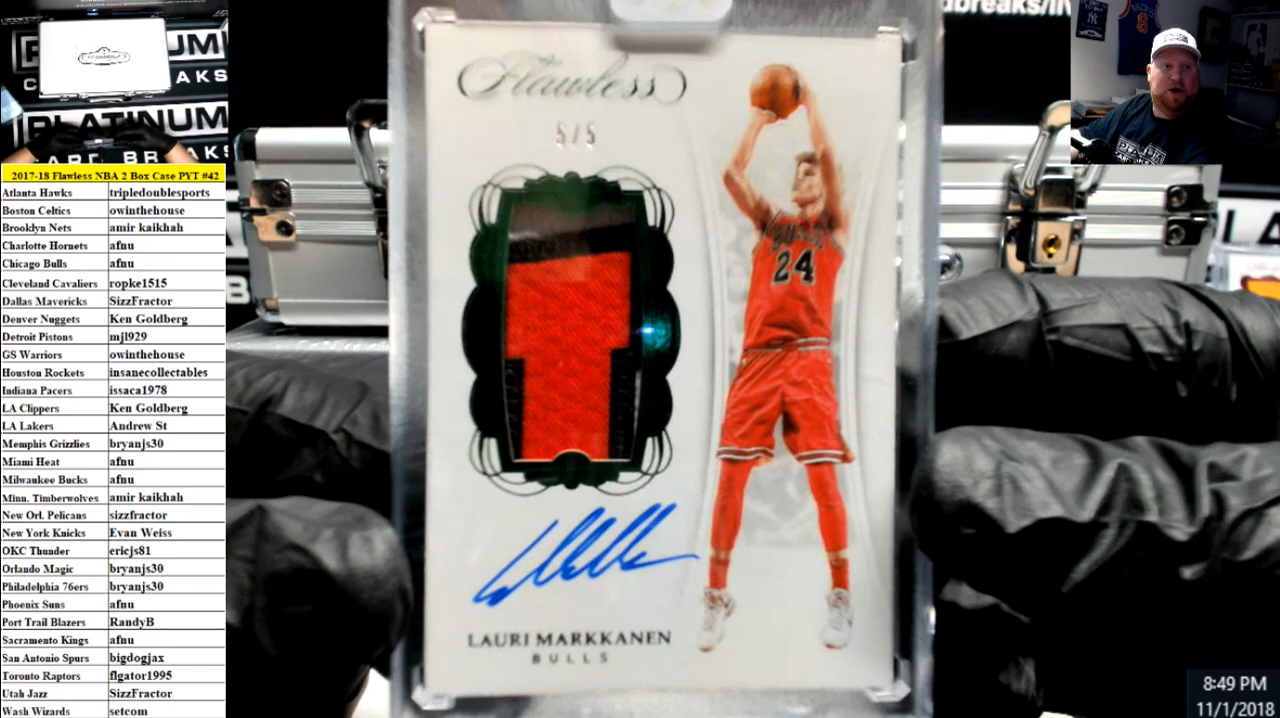 PLATINUM
CARD BREAKS
2017-18 Flawless NBA 2 Box Case PYT #42
Atlanta Hawks tripledoublesports
Boston Celtics owinthehouse
Brooklyn Nets amir kaikhah
Charlotte Hornets afnu
Chicago Bulls afnu
Cleveland Cavaliers ropke1515
Dallas Mavericks SizzFractor
Denver Nuggets Ken Goldberg
Detroit Pistons mjl929
GS Warriors owinthehouse
Houston Rockets insanecollectables
Indiana Pacers issaca1978
LA Clippers Ken Goldberg
LA Lakers Andrew St
Memphis Grizzlies bryanjs30
Miami Heat afnu
Milwaukee Bucks afnu
Minn. Timberwolves amir kaikhah
New Orl. Pelicans sizzfractor
New York Knicks Evan Weiss
OKC Thunder ericjs81
Orlando Magic bryanjs30
Philadelphia 76ers bryanjs30
Phoenix Suns afnu
Port Trail Blazers RandyB
Sacramento Kings afnu
San Antonio Spurs bigdogjax
Toronto Raptors flgator1995
Utah Jazz SizzFractor
Wash Wizards setcom
Flawless
5/5
BULLS
24
LAURI MARKKANEN
BULLS
dbreaks/liv
8:49 PM
11/1/2018